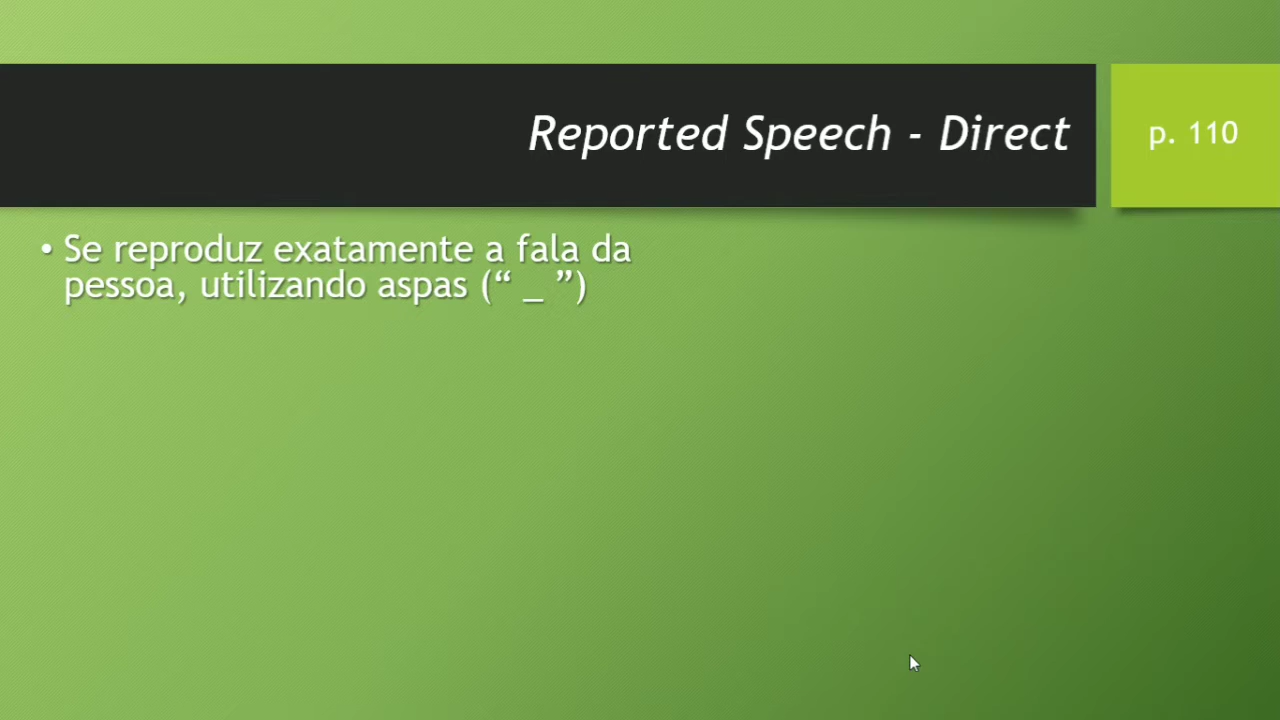 Reported Speech - Direct
p. 110
• Se reproduz exatamente a fala da
pessoa, utilizando aspas (“ _ ”)